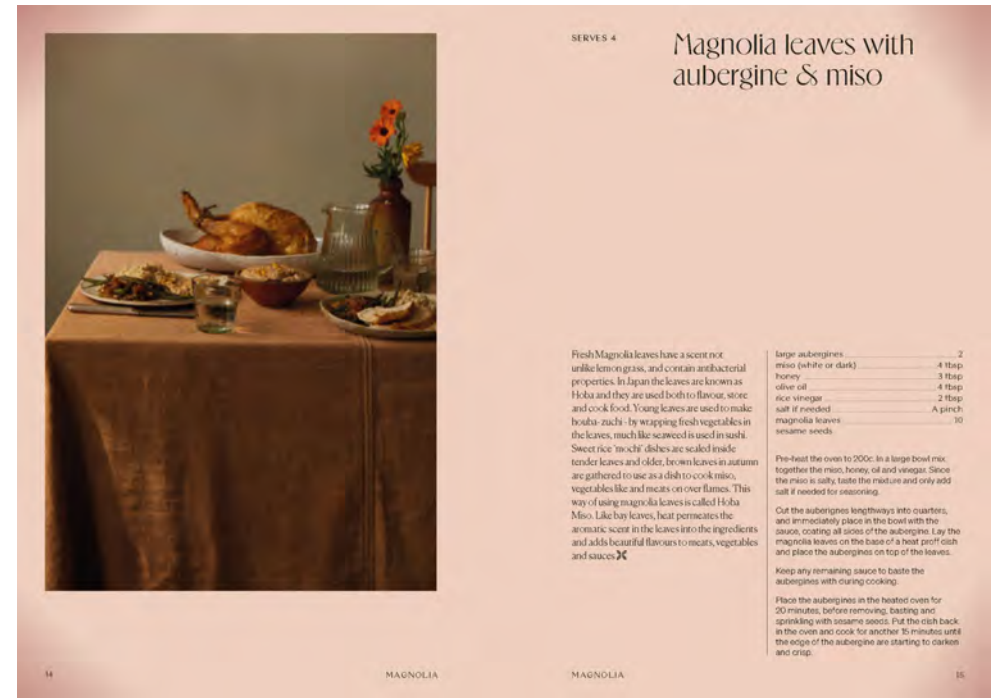 SERVES 4
Magnolia leaves with
aubergine & miso
Fresh Magnolia leaves have a scent not
unlike lemon grass, and contain antibacterial
properties. In Japan the leaves are known as
Hoba and they are used both to flavour, store
and cook food. Young leaves are used to make
houba-zuchi - by wrapping fresh vegetables in
the leaves, much like seaweed is used in sushi.
Sweet rice 'mochi' dishes are sealed inside
tender leaves and older, brown leaves in autumn
are gathered to use as a dish to cook miso,
vegetables like and meats on over flames. This
way of using magnolia leaves is called Hoba
Miso. Like bay leaves, heat permeates the
aromatic scent in the leaves into the ingredients
and adds beautiful flavours to meats, vegetables
and sauces
large aubergines 2
miso (white or dark) 4 tbsp
honey 3 tbsp
olive oil 4 tbsp
rice vinegar 2 tbsp
salt if needed A pinch
magnolia leaves 10
sesame seeds
Pre-heat the oven to 200c. In a large bowl mix
together the miso, honey, oil and vinegar. Since
the miso is salty, taste the mixture and only add
salt if needed for seasoning.
Cut the auberignes lengthways into quarters,
and immediately place in the bowl with the
sauce, coating all sides of the aubergine. Lay the
magnolia leaves on the base of a heat proff dish
and place the aubergines on top of the leaves.
Keep any remaining sauce to baste the
aubergines with during cooking.
Place the aubergines in the heated oven for
20 minutes, before removing, basting and
sprinkling with sesame seeds. Put the dish back
in the oven and cook for another 15 minutes until
the edge of the aubergine are starting to darken
and crisp.
14
MAGNOLIA
MAGNOLIA
15